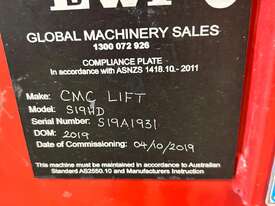 GLOBAL MACHINERY SALES
1300 072 926
COMPLIANCE PLATE
In accordance with ASNZS 1418.10 - 2011
Make: CMC LIFT
Model: S19HD
Serial Number: S19A1931
DOM: 2019
Date of Commissioning: 04/10/2019
This machine must be maintained in accordance to Australian
Standard AS2550.10 and Manufacturers Instruction